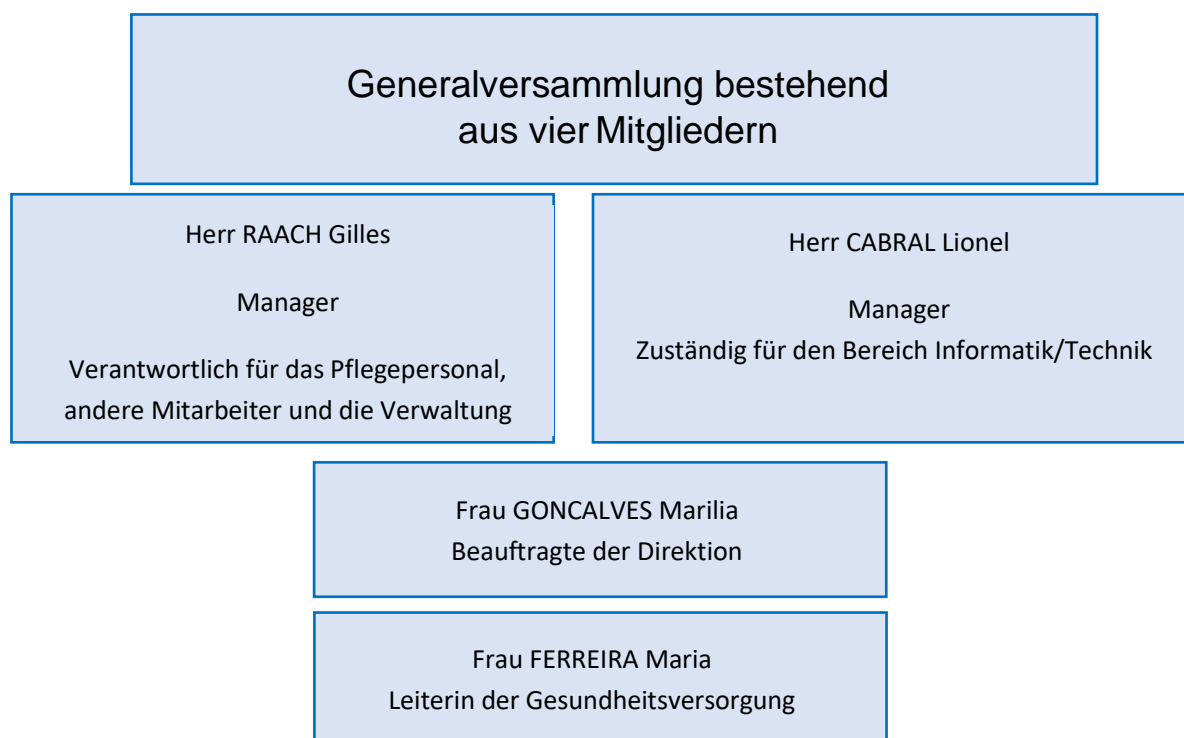 Generalversammlung bestehend
aus vier Mitgliedern
Herr RAACH Gilles
Manager
Verantwortlich für das Pflegepersonal,
andere Mitarbeiter und die Verwaltung
Herr CABRAL Lionel
Manager
Zuständig für den Bereich Informatik/Technik
Frau GONCALVES Marilia
Beauftragte der Direktion
Frau FERREIRA Maria
Leiterin der Gesundheitsversorgung